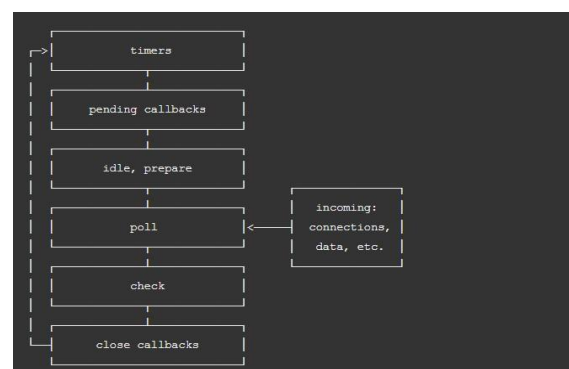 timers
pending callbacks
idle, prepare
incoming:
poll
connections,
data, etc.
check
close callbacks